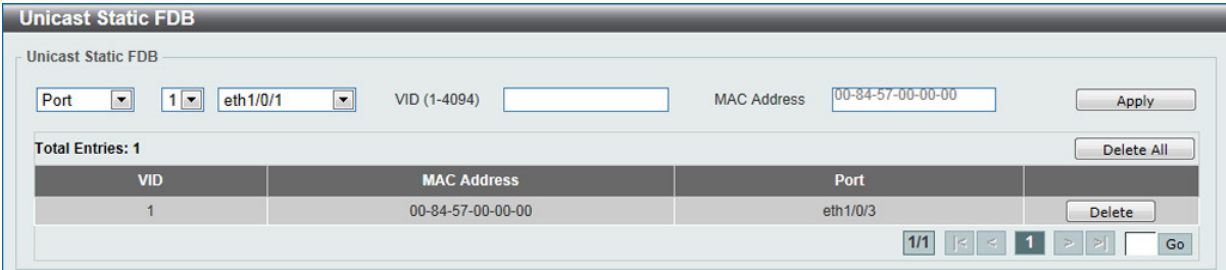 Unicast Static FDB
Unicast Static FDB
Port 1 eth1/0/1 VID (1-4094) MAC Address 00-84-57-00-00-00 Apply
Total Entries: 1 Delete All
VID MAC Address Port
1 00-84-57-00-00-00 eth1/0/3 Delete
1/1 |< < 1 > >| Go